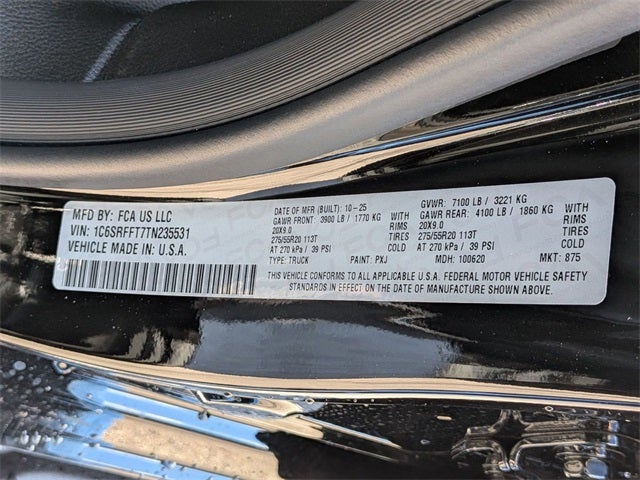 MFD BY: FCA US LLC
VIN: 1C6SRFFT7TN235531
VEHICLE MADE IN: U.S.A.
DATE OF MFR (BUILT): 10-25
GAWR FRONT: 3900 LB / 1770 KG
20X9.0
275/55R20 113T
AT 270 kPa / 39 PSI
TYPE: TRUCK
PAINT: PXJ
WITH
RIMS
TIRES
COLD
GVWR: 7100 LB / 3221 KG
GAWR REAR: 4100 LB / 1860 KG
20X9.0
275/55R20 113T
AT 270 kPa / 39 PSI
MDH: 100620
WITH
RIMS
TIRES
COLD
MKT: 875
THIS VEHICLE CONFORMS TO ALL APPLICABLE U.S.A. FEDERAL MOTOR VEHICLE SAFETY
STANDARDS IN EFFECT ON THE DATE OF MANUFACTURE SHOWN ABOVE.